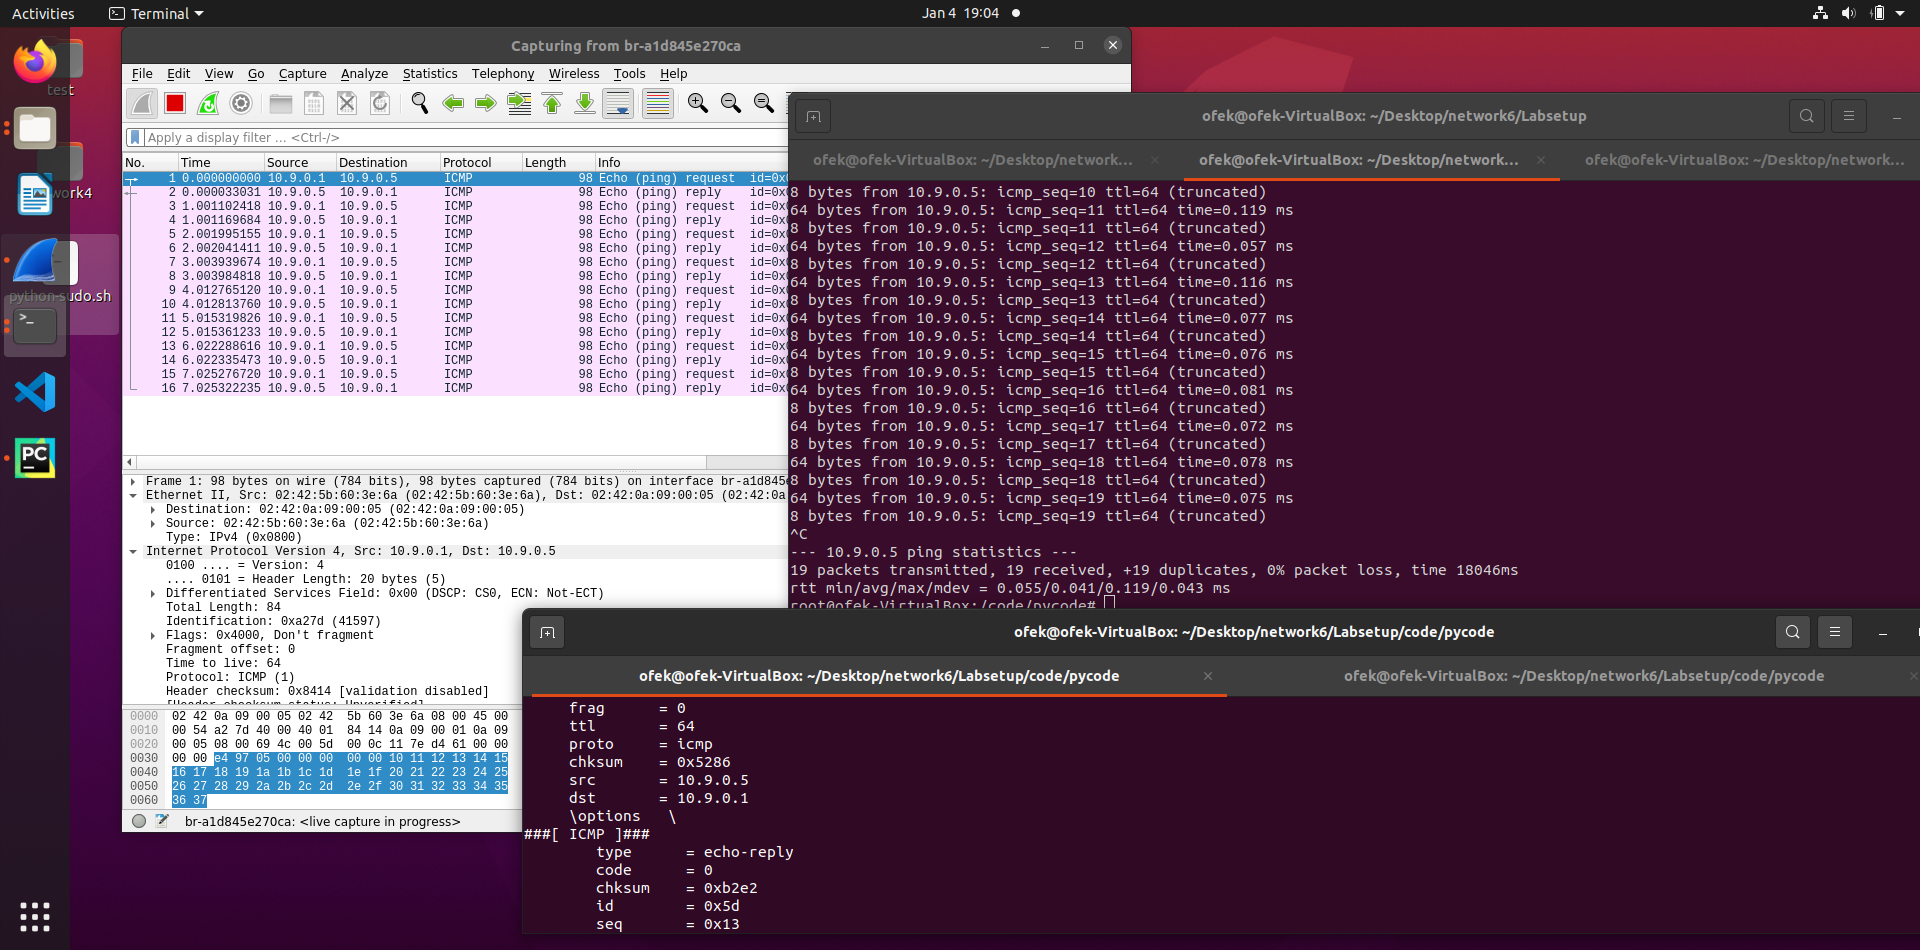 Activities
Terminal
Jan 4 19:04
test
work4
python-sudo.sh
Capturing from br-a1d845e270ca
File Edit View Go Capture Analyze Statistics Telephony Wireless Tools Help
Apply a display filter … <Ctrl-/>
No. Time Source Destination Protocol Length Info
1 0.000000000 10.9.0.1 10.9.0.5 ICMP 98 Echo (ping) request id=0x
2 0.000033031 10.9.0.5 10.9.0.1 ICMP 98 Echo (ping) reply id=0x
3 1.001102418 10.9.0.1 10.9.0.5 ICMP 98 Echo (ping) request id=0x
4 1.001169684 10.9.0.5 10.9.0.1 ICMP 98 Echo (ping) reply id=0x
5 2.001995155 10.9.0.1 10.9.0.5 ICMP 98 Echo (ping) request id=0x
6 2.002041411 10.9.0.5 10.9.0.1 ICMP 98 Echo (ping) reply id=0x
7 3.003939674 10.9.0.1 10.9.0.5 ICMP 98 Echo (ping) request id=0x
8 3.003984818 10.9.0.5 10.9.0.1 ICMP 98 Echo (ping) reply id=0x
9 4.012765120 10.9.0.1 10.9.0.5 ICMP 98 Echo (ping) request id=0x
10 4.012813760 10.9.0.5 10.9.0.1 ICMP 98 Echo (ping) reply id=0x
11 5.015319826 10.9.0.1 10.9.0.5 ICMP 98 Echo (ping) request id=0x
12 5.015361233 10.9.0.5 10.9.0.1 ICMP 98 Echo (ping) reply id=0x
13 6.022288616 10.9.0.1 10.9.0.5 ICMP 98 Echo (ping) request id=0x
14 6.022335473 10.9.0.5 10.9.0.1 ICMP 98 Echo (ping) reply id=0x
15 7.025276720 10.9.0.1 10.9.0.5 ICMP 98 Echo (ping) request id=0x
16 7.025322235 10.9.0.5 10.9.0.1 ICMP 98 Echo (ping) reply id=0x
Frame 1: 98 bytes on wire (784 bits), 98 bytes captured (784 bits) on interface br-a1d845e
Ethernet II, Src: 02:42:5b:60:3e:6a (02:42:5b:60:3e:6a), Dst: 02:42:0a:09:00:05 (02:42:0a
Destination: 02:42:0a:09:00:05 (02:42:0a:09:00:05)
Source: 02:42:5b:60:3e:6a (02:42:5b:60:3e:6a)
Type: IPv4 (0x0800)
Internet Protocol Version 4, Src: 10.9.0.1, Dst: 10.9.0.5
0100 .... = Version: 4
.... 0101 = Header Length: 20 bytes (5)
Differentiated Services Field: 0x00 (DSCP: CS0, ECN: Not-ECT)
Total Length: 84
Identification: 0xa27d (41597)
Flags: 0x4000, Don't fragment
Fragment offset: 0
Time to live: 64
Protocol: ICMP (1)
Header checksum: 0x8414 [validation disabled]
[Header checksum status: Unverified]
0000 02 42 0a 09 00 05 02 42 5b 60 3e 6a 08 00 45 00
0010 00 54 a2 7d 40 00 40 01 84 14 0a 09 00 01 0a 09
0020 00 05 08 00 69 4c 00 5d 00 0c 11 7e d4 61 00 00
0030 00 00 e4 97 05 00 00 00 00 00 10 11 12 13 14 15
0040 16 17 18 19 1a 1b 1c 1d 1e 1f 20 21 22 23 24 25
0050 26 27 28 29 2a 2b 2c 2d 2e 2f 30 31 32 33 34 35
0060 36 37
br-a1d845e270ca: <live capture in progress>
ofek@ofek-VirtualBox: ~/Desktop/network6/Labsetup
ofek@ofek-VirtualBox: ~/Desktop/network... × ofek@ofek-VirtualBox: ~/Desktop/network... × ofek@ofek-VirtualBox: ~/Desktop/network...
8 bytes from 10.9.0.5: icmp_seq=10 ttl=64 (truncated)
64 bytes from 10.9.0.5: icmp_seq=11 ttl=64 time=0.119 ms
8 bytes from 10.9.0.5: icmp_seq=11 ttl=64 (truncated)
64 bytes from 10.9.0.5: icmp_seq=12 ttl=64 time=0.057 ms
8 bytes from 10.9.0.5: icmp_seq=12 ttl=64 (truncated)
64 bytes from 10.9.0.5: icmp_seq=13 ttl=64 time=0.116 ms
8 bytes from 10.9.0.5: icmp_seq=13 ttl=64 (truncated)
64 bytes from 10.9.0.5: icmp_seq=14 ttl=64 time=0.077 ms
8 bytes from 10.9.0.5: icmp_seq=14 ttl=64 (truncated)
64 bytes from 10.9.0.5: icmp_seq=15 ttl=64 time=0.076 ms
8 bytes from 10.9.0.5: icmp_seq=15 ttl=64 (truncated)
64 bytes from 10.9.0.5: icmp_seq=16 ttl=64 time=0.081 ms
8 bytes from 10.9.0.5: icmp_seq=16 ttl=64 (truncated)
64 bytes from 10.9.0.5: icmp_seq=17 ttl=64 time=0.072 ms
8 bytes from 10.9.0.5: icmp_seq=17 ttl=64 (truncated)
64 bytes from 10.9.0.5: icmp_seq=18 ttl=64 time=0.078 ms
8 bytes from 10.9.0.5: icmp_seq=18 ttl=64 (truncated)
64 bytes from 10.9.0.5: icmp_seq=19 ttl=64 time=0.075 ms
8 bytes from 10.9.0.5: icmp_seq=19 ttl=64 (truncated)
^C
--- 10.9.0.5 ping statistics ---
19 packets transmitted, 19 received, +19 duplicates, 0% packet loss, time 18046ms
rtt min/avg/max/mdev = 0.055/0.041/0.119/0.043 ms
root@ofek-VirtualBox:/code/pycode#
ofek@ofek-VirtualBox: ~/Desktop/network6/Labsetup/code/pycode
ofek@ofek-VirtualBox: ~/Desktop/network6/Labsetup/code/pycode × ofek@ofek-VirtualBox: ~/Desktop/network6/Labsetup/code/pycode ×
frag = 0
ttl = 64
proto = icmp
chksum = 0x5286
src = 10.9.0.5
dst = 10.9.0.1
\options \
###[ ICMP ]###
type = echo-reply
code = 0
chksum = 0xb2e2
id = 0x5d
seq = 0x13
PC